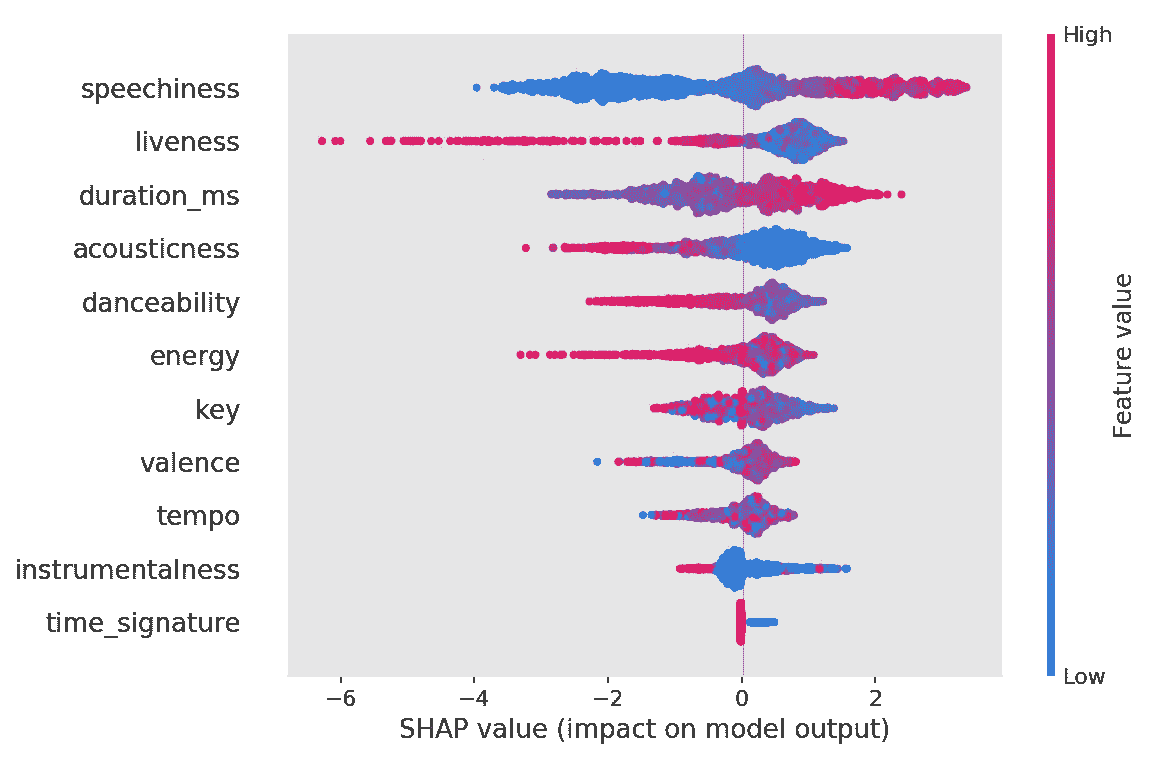 High
speechiness
liveness
duration_ms
acousticness
danceability
energy
key
valence
tempo
instrumentalness
time_signature
Feature value
Low
−6 −4 −2 0 2
SHAP value (impact on model output)